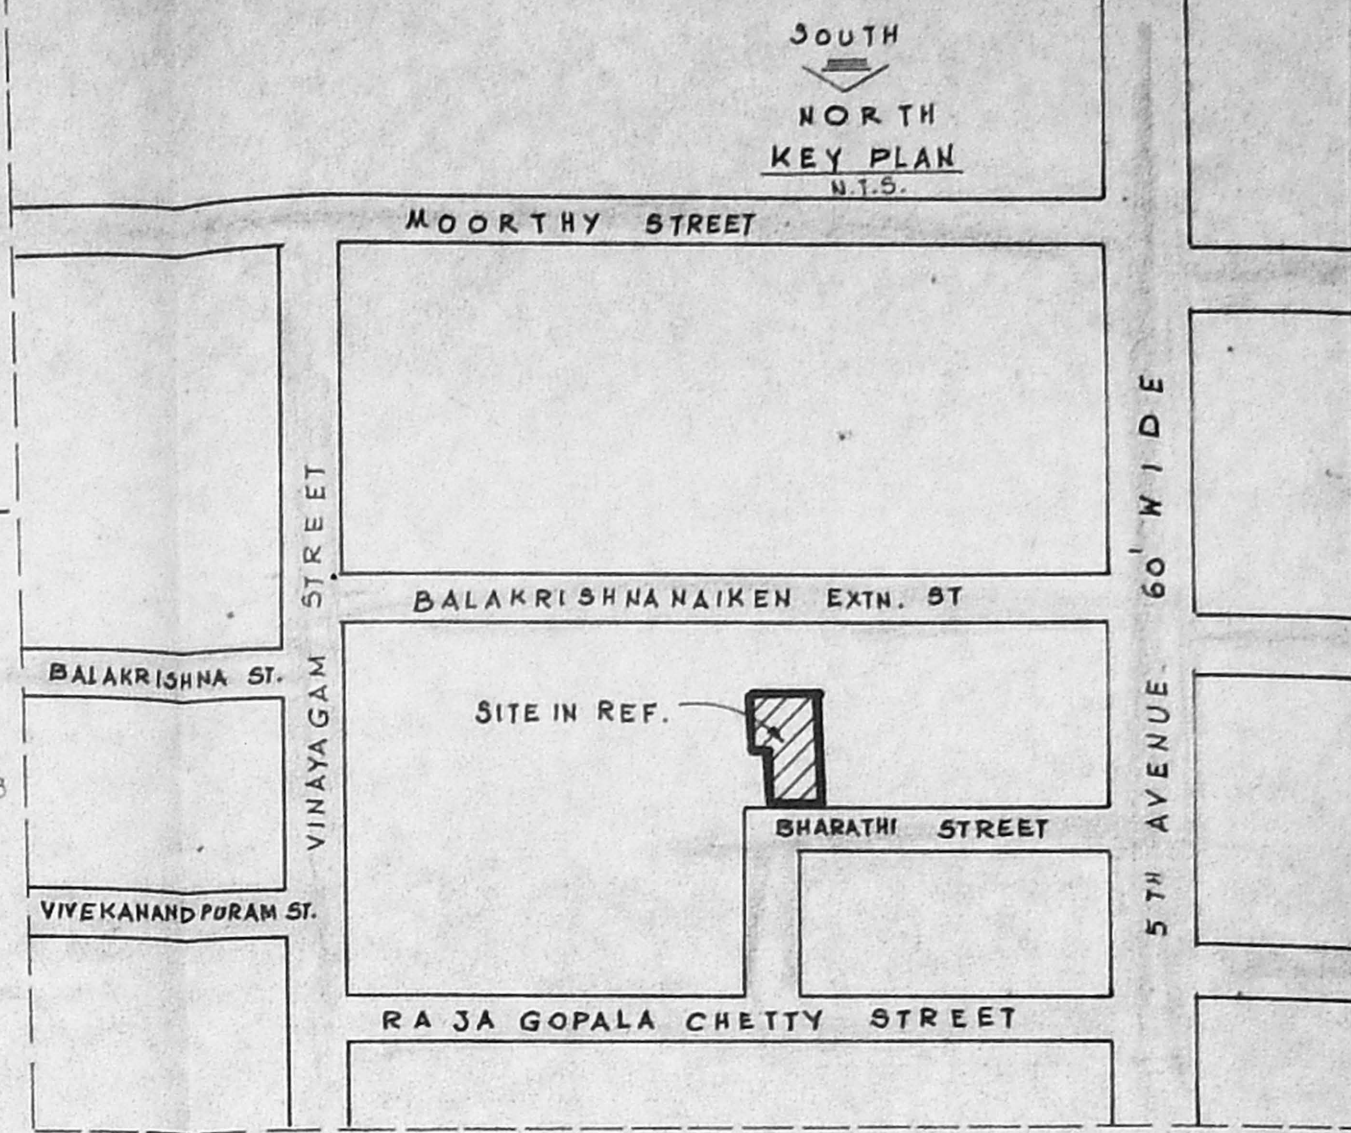 SOUTH
NORTH
KEY PLAN
N.T.S.
MOORTHY STREET
60' WIDE
VINAYAGAM STREET
BALAKRISHNANAIKEN EXTN. ST
BALAKRISHNA ST.
SITE IN REF.
5TH AVENUE
BHARATHI STREET
VIVEKANANDPURAM ST.
RAJA GOPALA CHETTY STREET